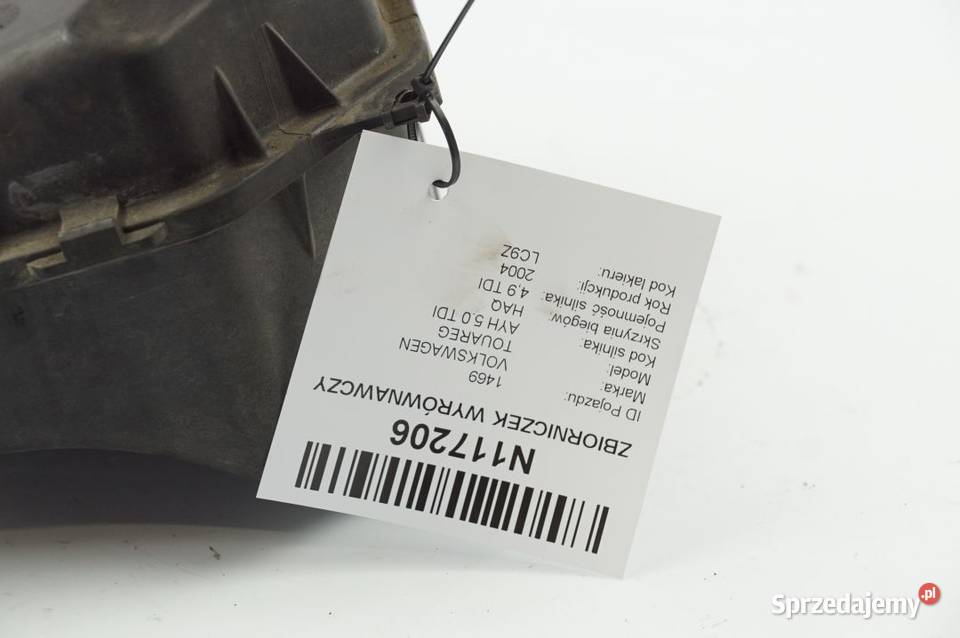 N117206
ZBIORNICZEK WYRÓWNAWCZY
ID Pojazdu: 1469
Marka: VOLKSWAGEN
Model: TOUAREG
Kod silnika: AYH 5.0 TDI
Skrzynia biegów: HAQ
Pojemność silnika: 4,9 TDI
Rok produkcji: 2004
Kod lakieru: LC9Z
Sprzedajemy.pl